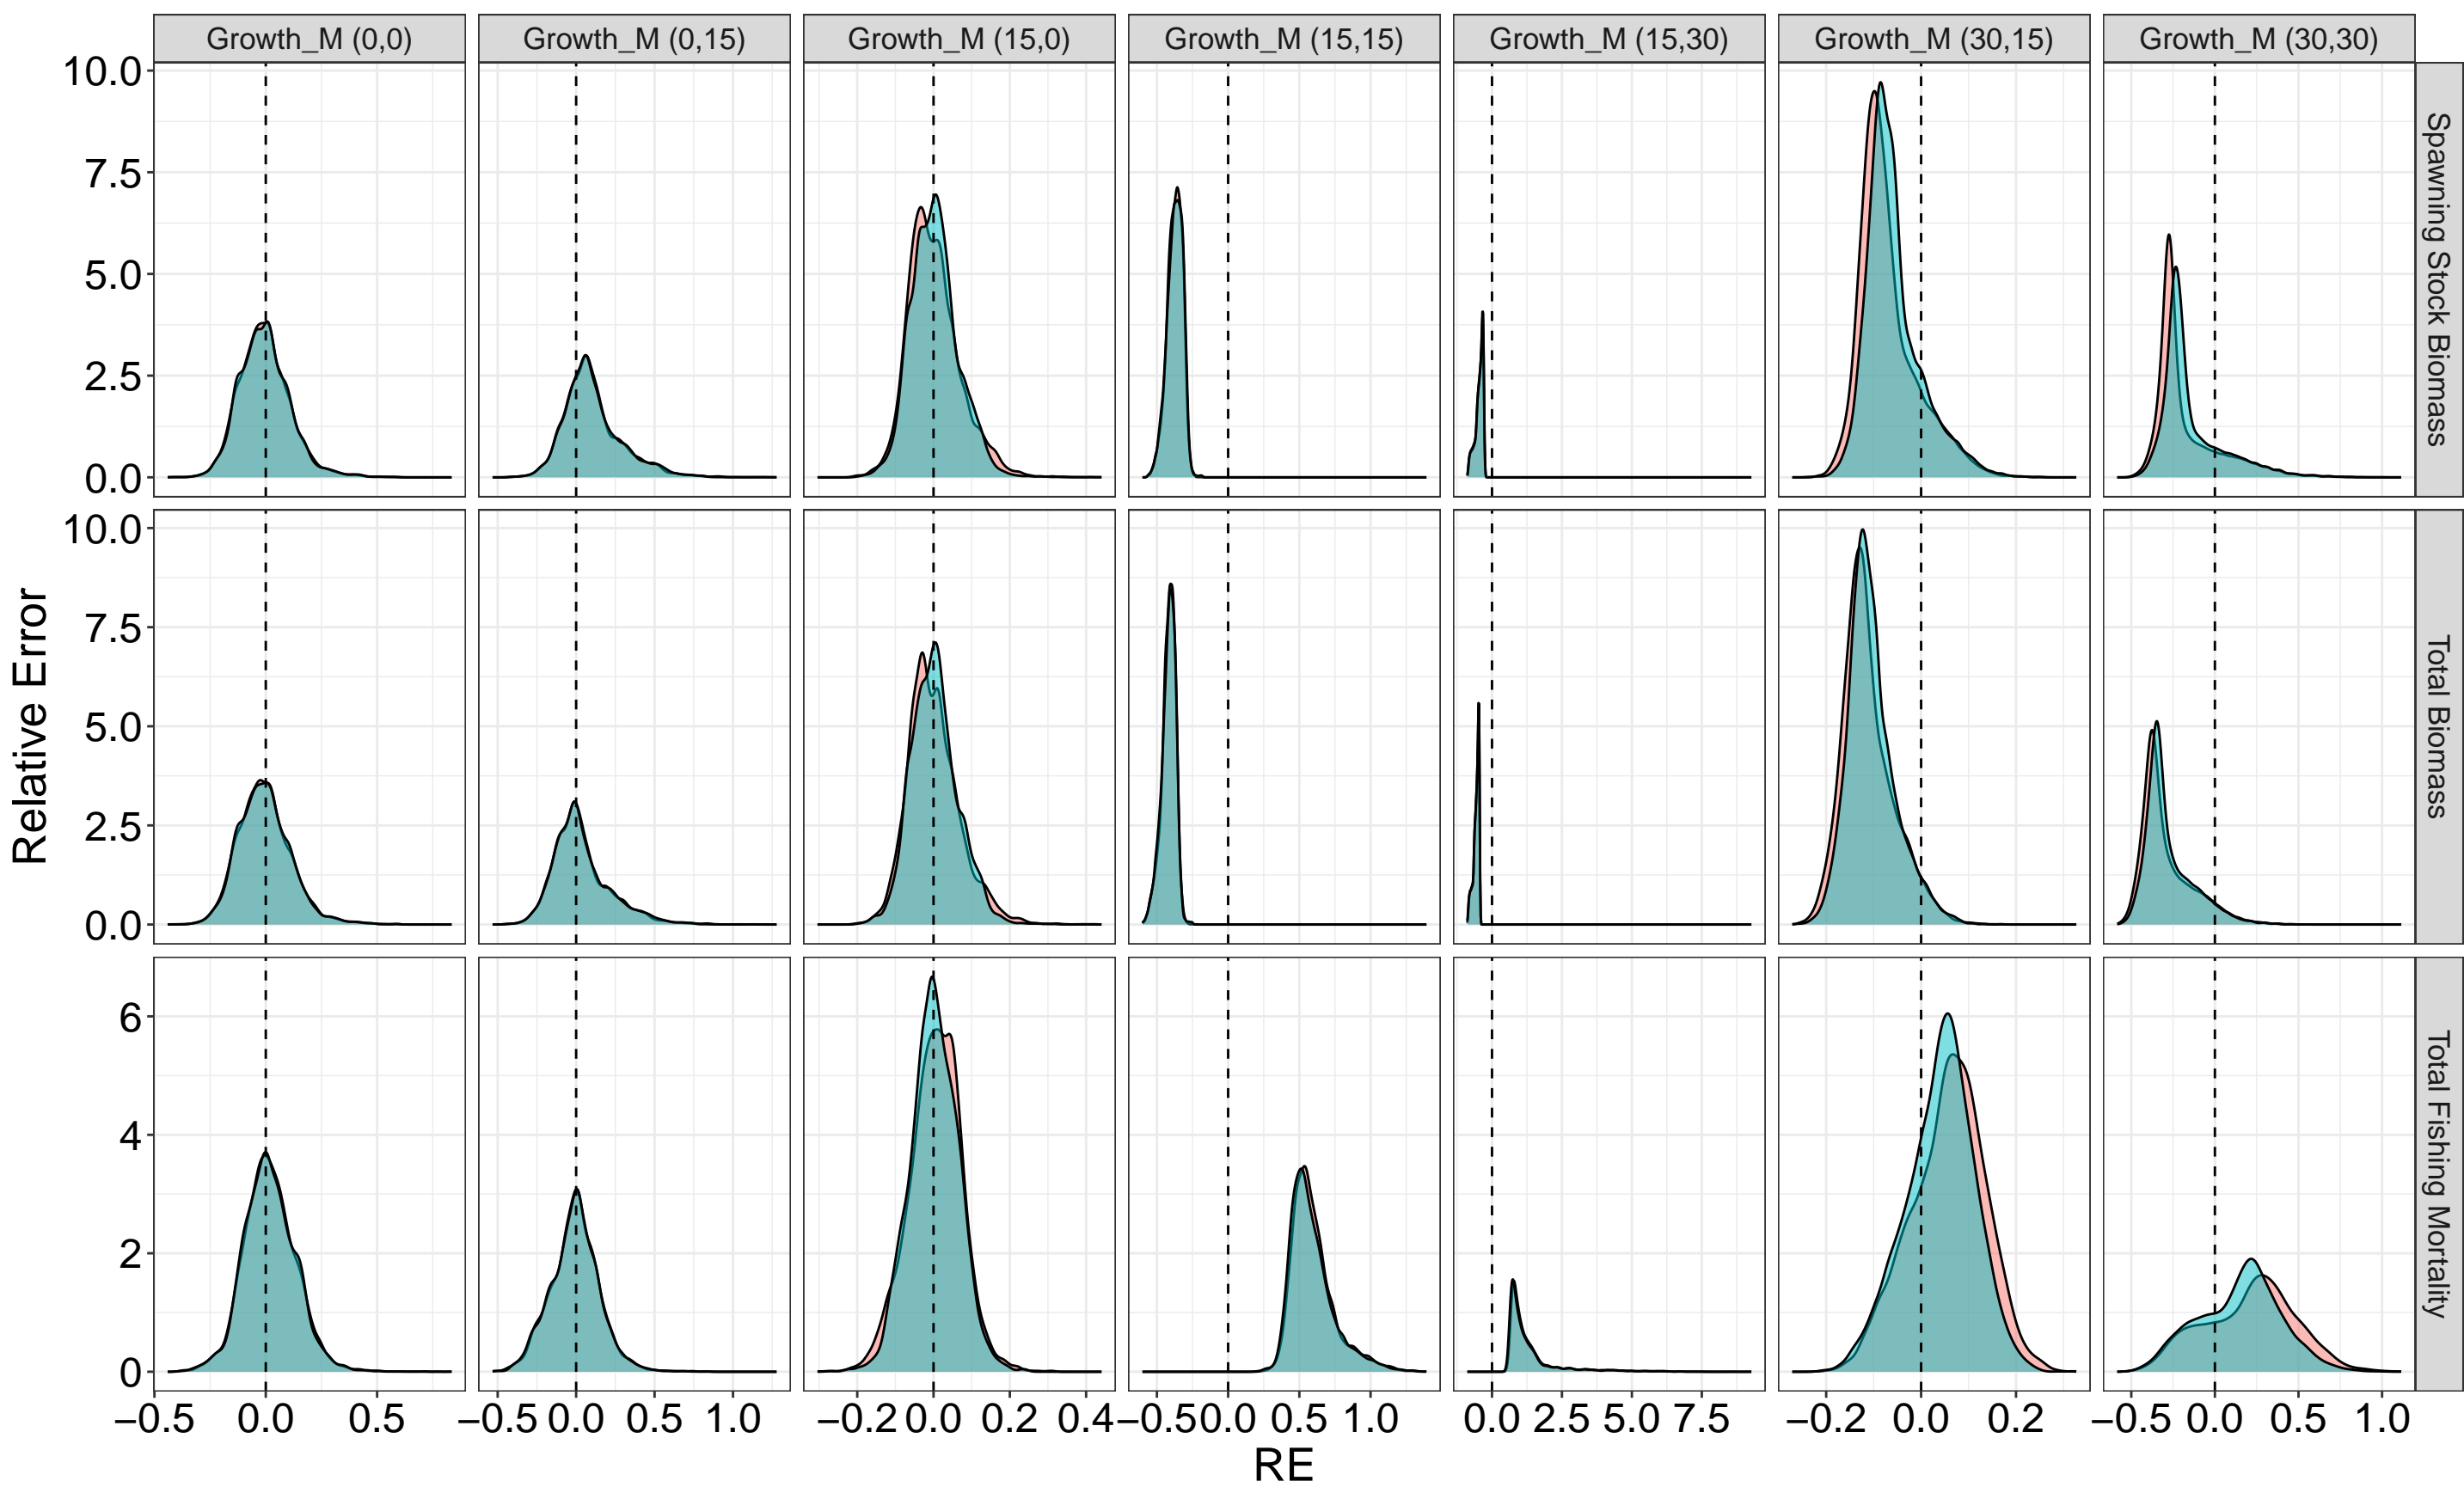 Growth_M (0,0) Growth_M (0,15) Growth_M (15,0) Growth_M (15,15) Growth_M (15,30) Growth_M (30,15) Growth_M (30,30)
10.0
7.5
5.0
2.5
0.0
Spawning Stock Biomass
10.0
7.5
5.0
2.5
0.0
Total Biomass
Relative Error
6
4
2
0
Total Fishing Mortality
−0.5 0.0 0.5 −0.5 0.0 0.5 1.0 −0.2 0.0 0.2 0.4 −0.5 0.0 0.5 1.0 0.0 2.5 5.0 7.5 −0.2 0.0 0.2 −0.5 0.0 0.5 1.0
RE